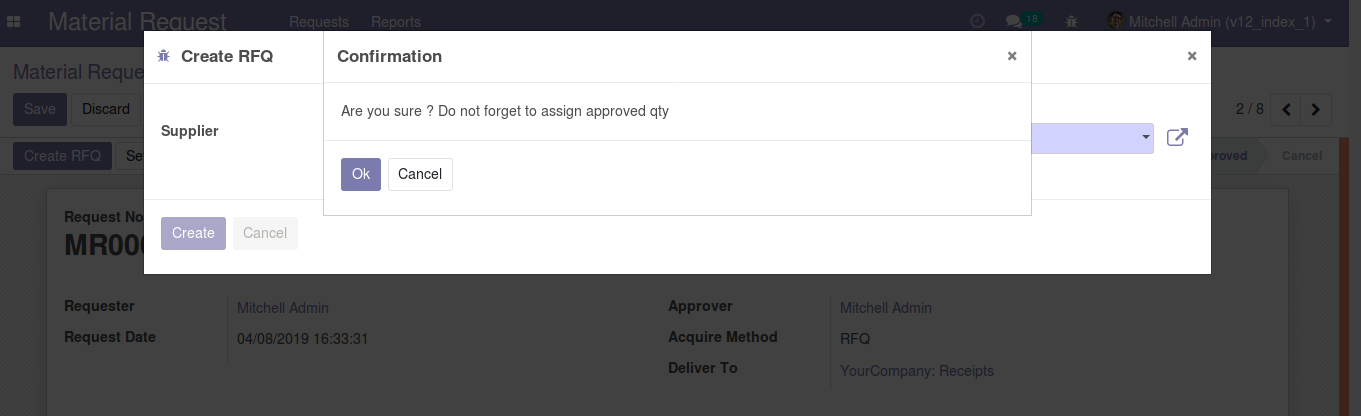 Material Request Requests Reports 18 Mitchell Admin (v12_index_1)
Create RFQ Confirmation × ×
Material Reque
Save Discard 2 / 8
Are you sure ? Do not forget to assign approved qty
Supplier
Create RFQ Se proved Cancel
Ok Cancel
Request No
Create Cancel
MR00
Requester Mitchell Admin Approver Mitchell Admin
Request Date 04/08/2019 16:33:31 Acquire Method RFQ
Deliver To YourCompany: Receipts